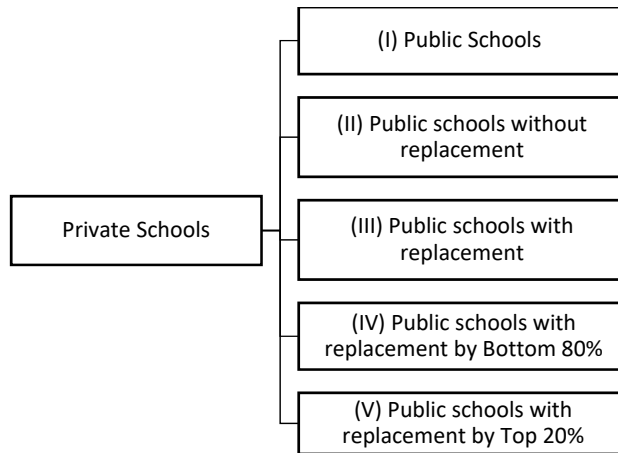 (I) Public Schools
(II) Public schools without
replacement
Private Schools
(III) Public schools with
replacement
(IV) Public schools with
replacement by Bottom 80%
(V) Public schools with
replacement by Top 20%